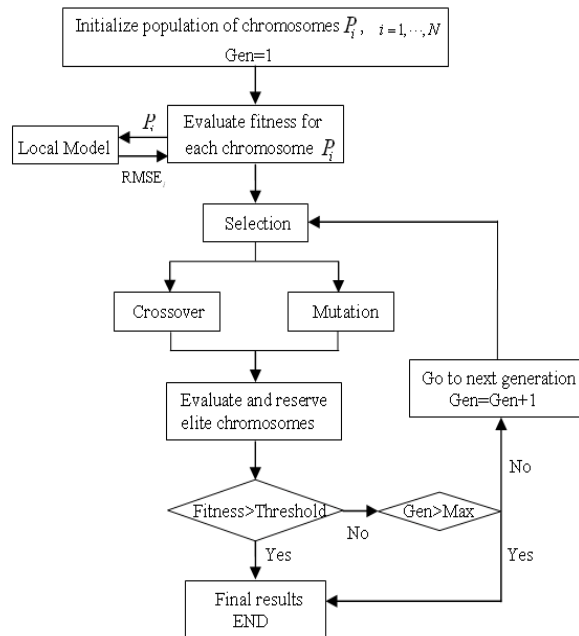 Initialize population of chromosomes P_i, i = 1, ⋯, N
Gen=1
Evaluate fitness for
each chromosome P_i
P_i
Local Model
RMSE_i
Selection
Crossover
Mutation
Evaluate and reserve
elite chromosomes
Go to next generation
Gen=Gen+1
No
Fitness>Threshold
Gen>Max
No
Yes
Yes
Final results
END